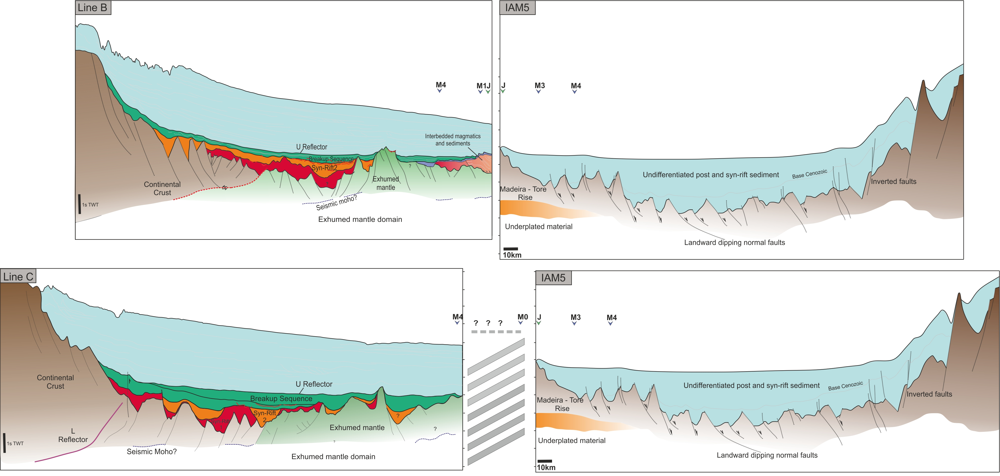 Line B
M4
M1J
Interbedded magmatics
and sediments
U Reflector
Breakup Sequence
Syn-Rift2
?
?
Continental
Crust
Exhumed
mantle
Seismic moho?
1s TWT
Exhumed mantle domain
IAM5
J
M3
M4
Undifferentiated post and syn-rift sediment
Base Cenozoic
Inverted faults
Madeira - Tore
Rise
Underplated material
Landward dipping normal faults
10km
Line C
M4
Continental
Crust
U Reflector
Breakup Sequence
Syn-Rift
2
Syn-Rift
1
?
Exhumed mantle
?
?
L
Reflector
1s TWT
Seismic Moho?
Exhumed mantle domain
? ? ?
M0
IAM5
J
M3
M4
Undifferentiated post and syn-rift sediment
Base Cenozoic
Inverted faults
Madeira - Tore
Rise
Underplated material
Landward dipping normal faults
10km